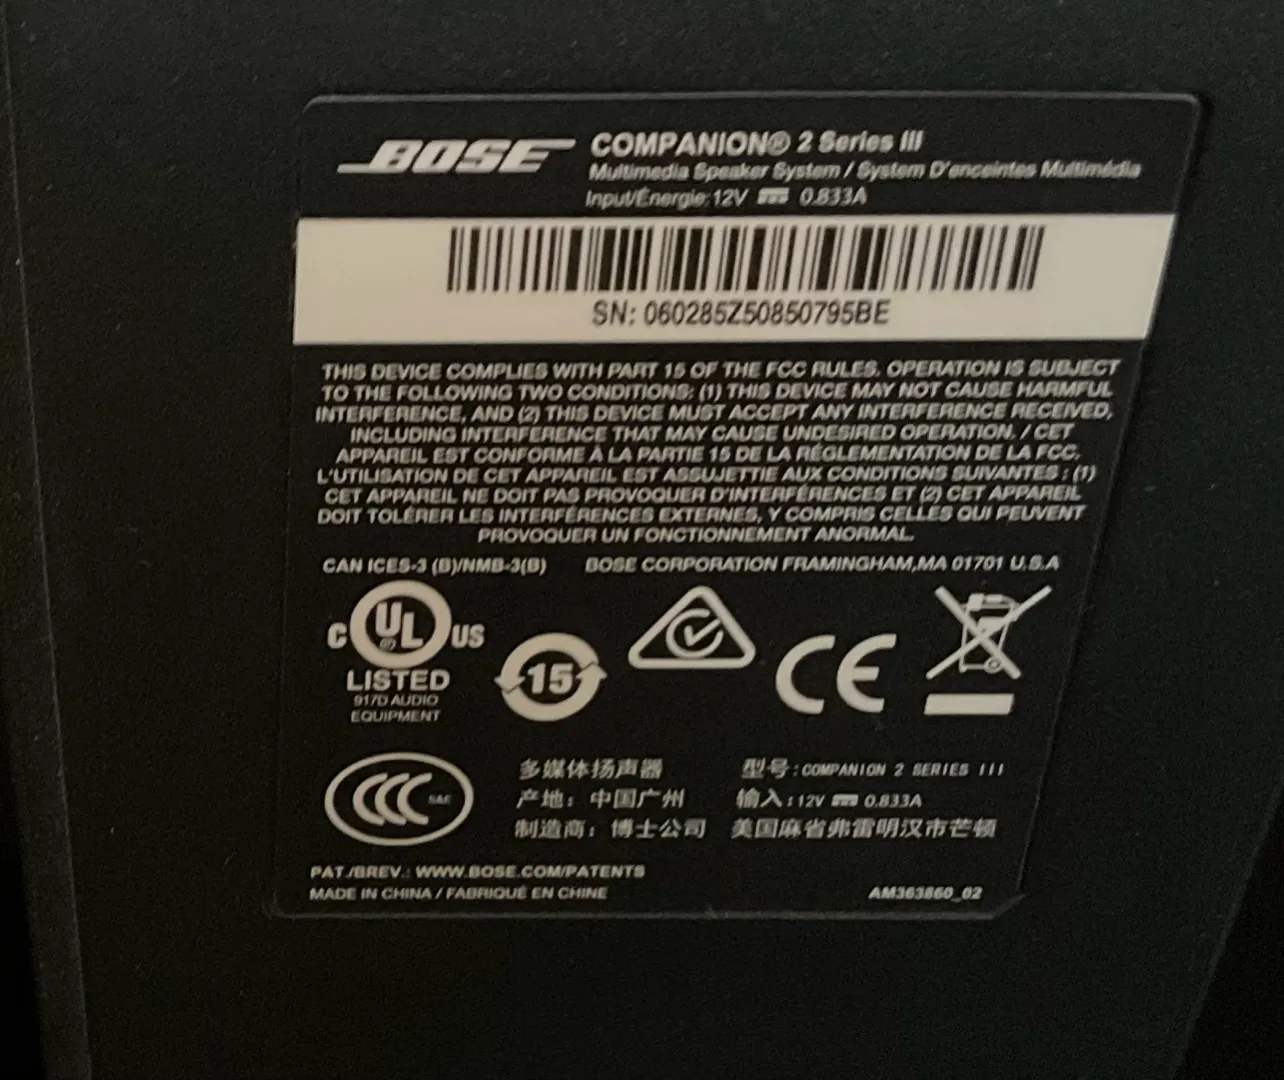 BOSE
COMPANION® 2 Series III
Multimedia Speaker System / System D'enceintes Multimédia
Input/Énergie: 12V ⎓ 0.833A
SN: 060285Z50850795BE
THIS DEVICE COMPLIES WITH PART 15 OF THE FCC RULES. OPERATION IS SUBJECT
TO THE FOLLOWING TWO CONDITIONS: (1) THIS DEVICE MAY NOT CAUSE HARMFUL
INTERFERENCE, AND (2) THIS DEVICE MUST ACCEPT ANY INTERFERENCE RECEIVED,
INCLUDING INTERFERENCE THAT MAY CAUSE UNDESIRED OPERATION. / CET
APPAREIL EST CONFORME À LA PARTIE 15 DE LA RÉGLEMENTATION DE LA FCC.
L'UTILISATION DE CET APPAREIL EST ASSUJETTIE AUX CONDITIONS SUIVANTES : (1)
CET APPAREIL NE DOIT PAS PROVOQUER D'INTERFÉRENCES ET (2) CET APPAREIL
DOIT TOLÉRER LES INTERFÉRENCES EXTERNES, Y COMPRIS CELLES QUI PEUVENT
PROVOQUER UN FONCTIONNEMENT ANORMAL.
CAN ICES-3 (B)/NMB-3(B) BOSE CORPORATION FRAMINGHAM,MA 01701 U.S.A
C UL ® US
LISTED
917D AUDIO
EQUIPMENT
15
CE
CCC S&E
多媒体扬声器 型号:COMPANION 2 SERIES III
产地：中国广州 输入:12V ⎓ 0.833A
制造商：博士公司 美国麻省弗雷明汉市芒顿
PAT./BREV.: WWW.BOSE.COM/PATENTS
MADE IN CHINA / FABRIQUÉ EN CHINE AM363860_02